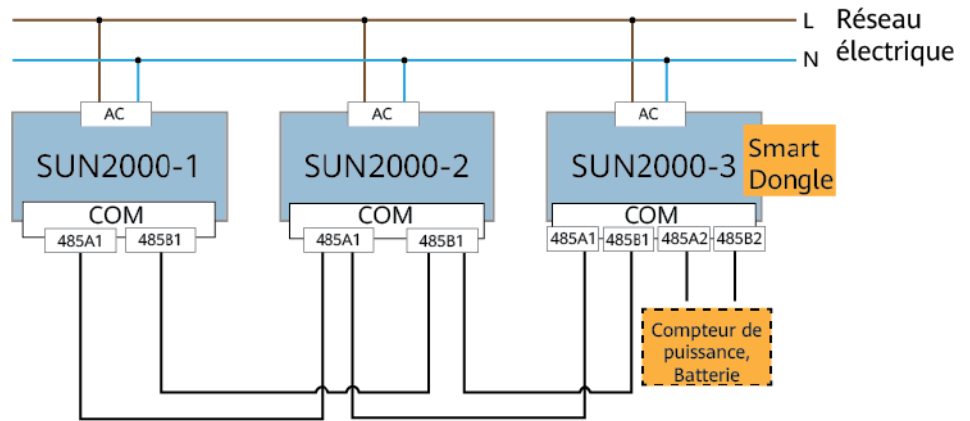 L
Réseau
électrique
N
AC
AC
AC
SUN2000-1
SUN2000-2
SUN2000-3
Smart
Dongle
COM
COM
COM
485A1
485B1
485A1
485B1
485A1
485B1
485A2
485B2
Compteur de
puissance,
Batterie